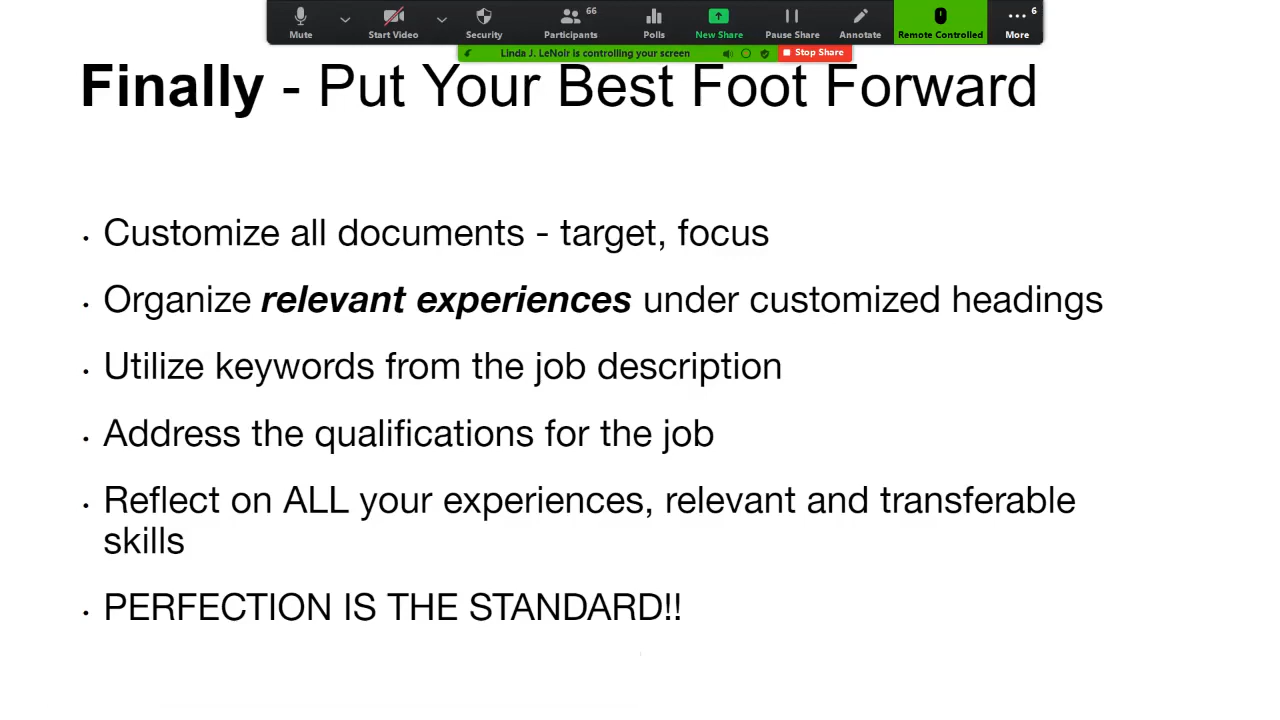 66
6
Mute
Start Video
Security
Participants
Polls
New Share
Pause Share
Annotate
Remote Controlled
More
Linda J. LeNoir is controlling your screen
Stop Share
Finally - Put Your Best Foot Forward
• Customize all documents - target, focus
• Organize relevant experiences under customized headings
• Utilize keywords from the job description
• Address the qualifications for the job
• Reflect on ALL your experiences, relevant and transferable
skills
• PERFECTION IS THE STANDARD!!